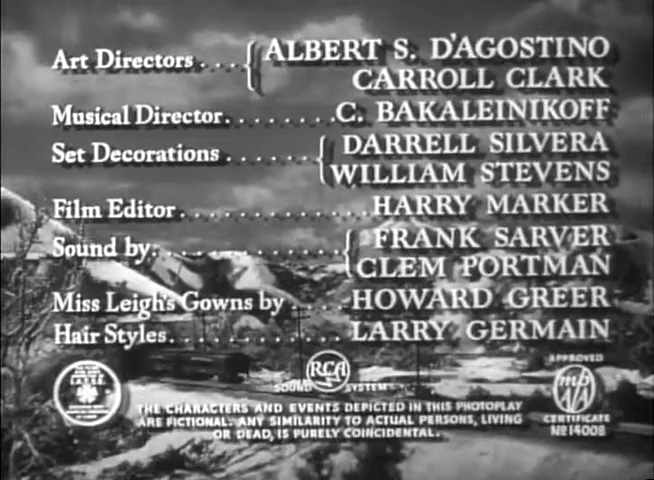 Art Directors . . . . { ALBERT S. D'AGOSTINO
CARROLL CLARK
Musical Director. . . . . . . . C. BAKALEINIKOFF
Set Decorations . . . . . . { DARRELL SILVERA
WILLIAM STEVENS
Film Editor . . . . . . . . . . . . HARRY MARKER
Sound by. . . . . . . . . . . . . { FRANK SARVER
CLEM PORTMAN
Miss Leigh's Gowns by . . . . HOWARD GREER
Hair Styles. . . . . . . . . . . . LARRY GERMAIN
RCA
SOUND SYSTEM
APPROVED
MPAA
CERTIFICATE
No 14008
THE CHARACTERS AND EVENTS DEPICTED IN THIS PHOTOPLAY
ARE FICTIONAL. ANY SIMILARITY TO ACTUAL PERSONS, LIVING
OR DEAD, IS PURELY COINCIDENTAL.